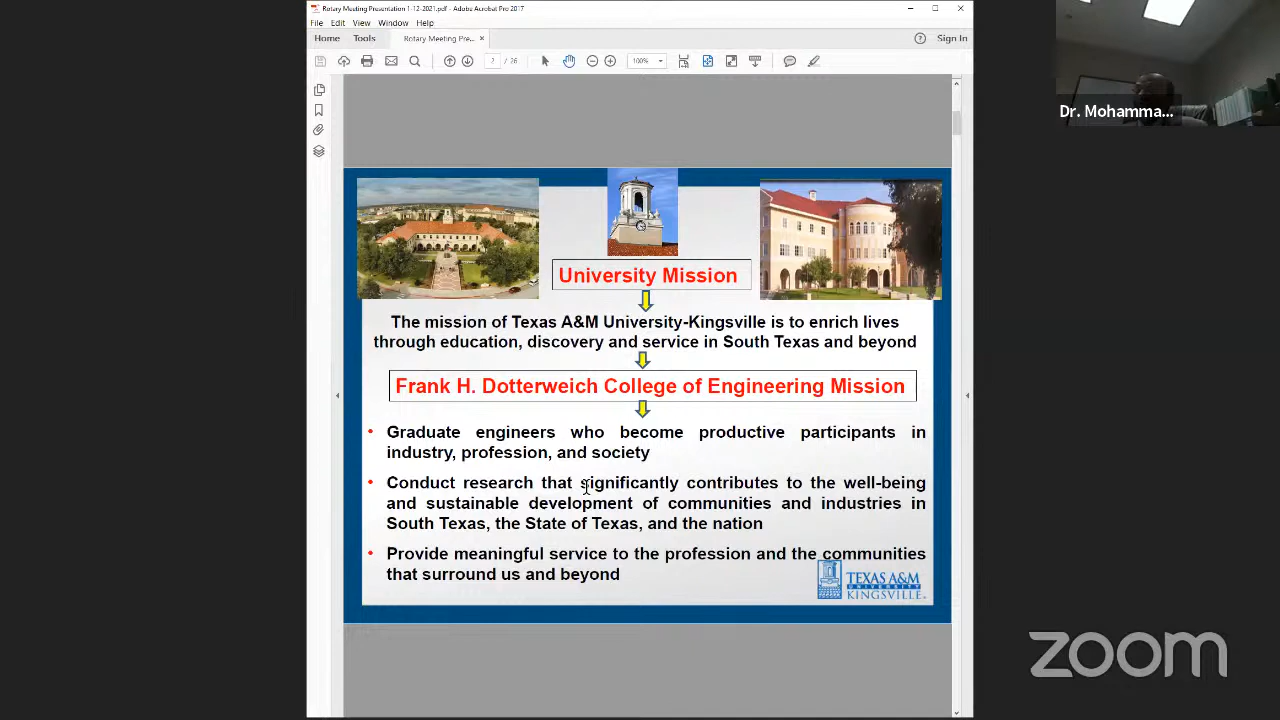 Rotary Meeting Presentation 1-12-2021.pdf - Adobe Acrobat Pro 2017
File Edit View Window Help
Home Tools Rotary Meeting Pre... × Sign In
2 / 26 100%
Dr. Mohamma...
University Mission
The mission of Texas A&M University-Kingsville is to enrich lives
through education, discovery and service in South Texas and beyond
Frank H. Dotterweich College of Engineering Mission
• Graduate engineers who become productive participants in
industry, profession, and society
• Conduct research that significantly contributes to the well-being
and sustainable development of communities and industries in
South Texas, the State of Texas, and the nation
• Provide meaningful service to the profession and the communities
that surround us and beyond
TEXAS A&M
UNIVERSITY
KINGSVILLE
zoom